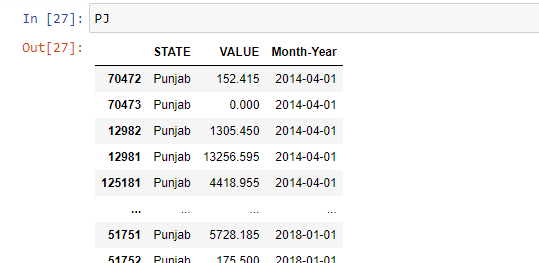 In [27]: PJ
Out[27]:
STATE VALUE Month-Year
70472 Punjab 152.415 2014-04-01
70473 Punjab 0.000 2014-04-01
12982 Punjab 1305.450 2014-04-01
12981 Punjab 13256.595 2014-04-01
125181 Punjab 4418.955 2014-04-01
... ... ... ...
51751 Punjab 5728.185 2018-01-01
51752 Punjab 175.500 2018-01-01